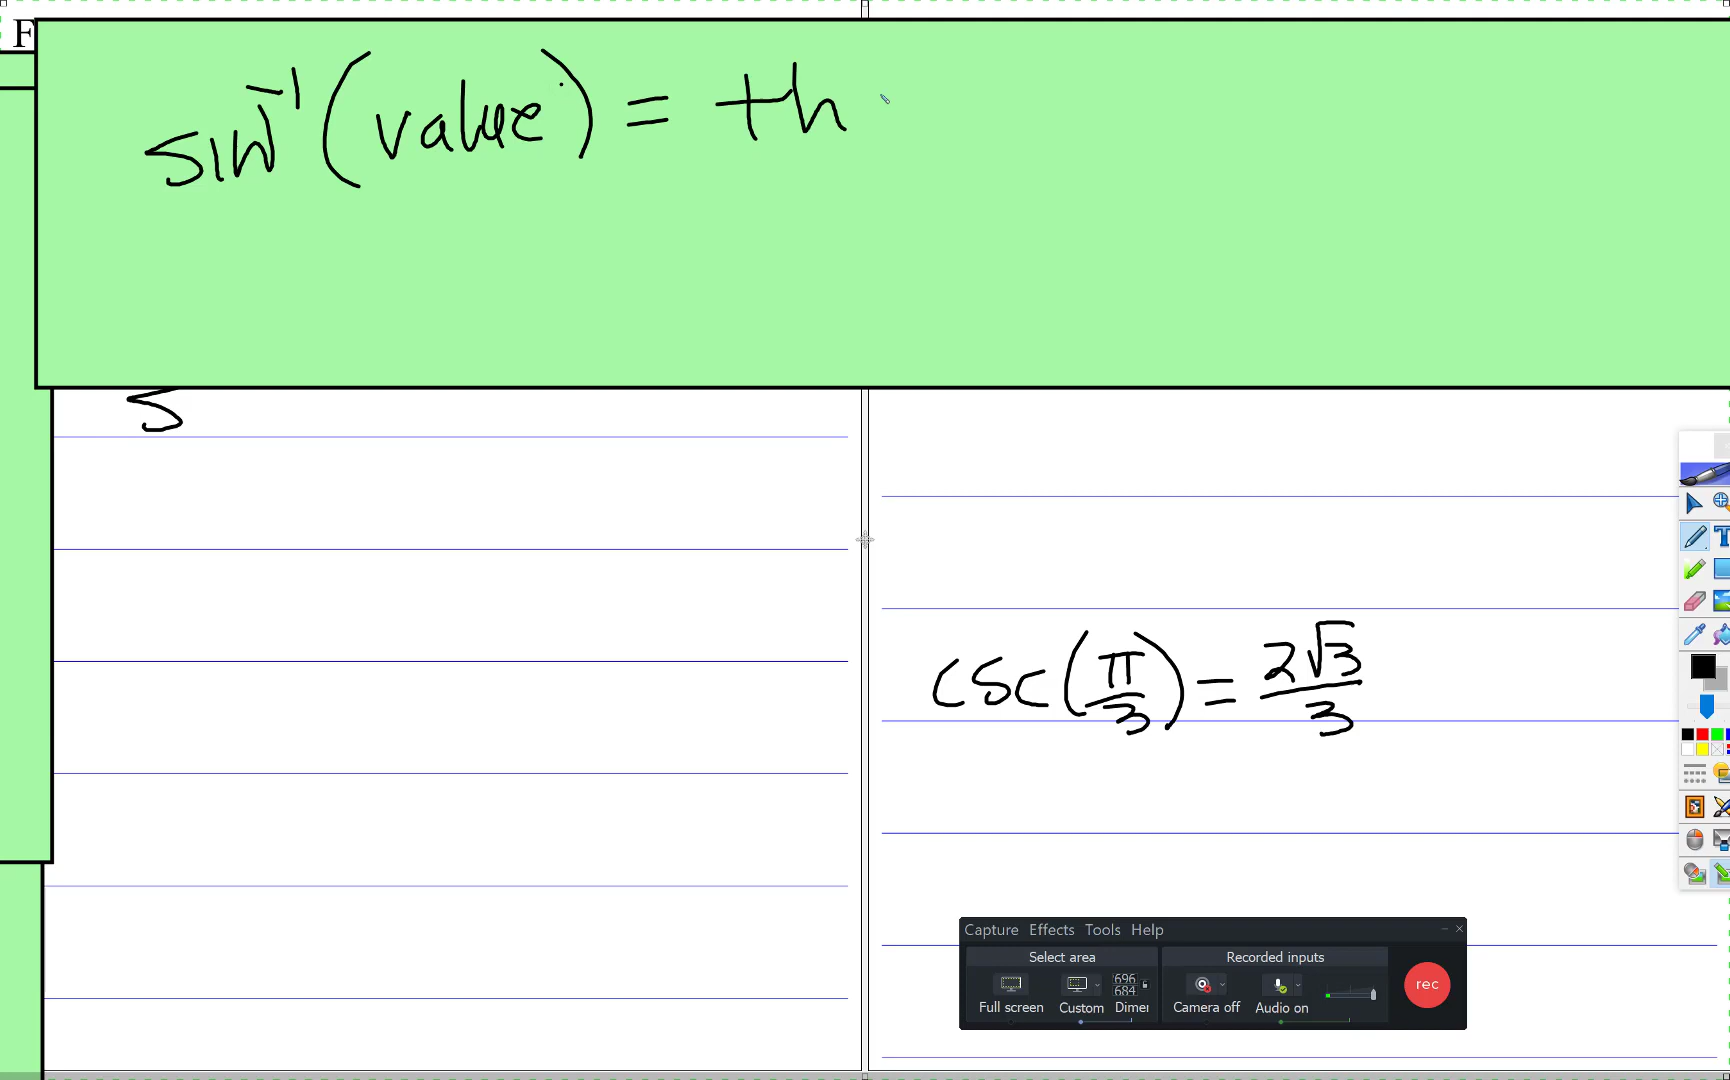 F
sin⁻¹(value) = th
5
csc(π/3) = 2√3/3
Capture Effects Tools Help
Select area Recorded inputs
696
684
Full screen Custom Dimer Camera off Audio on rec